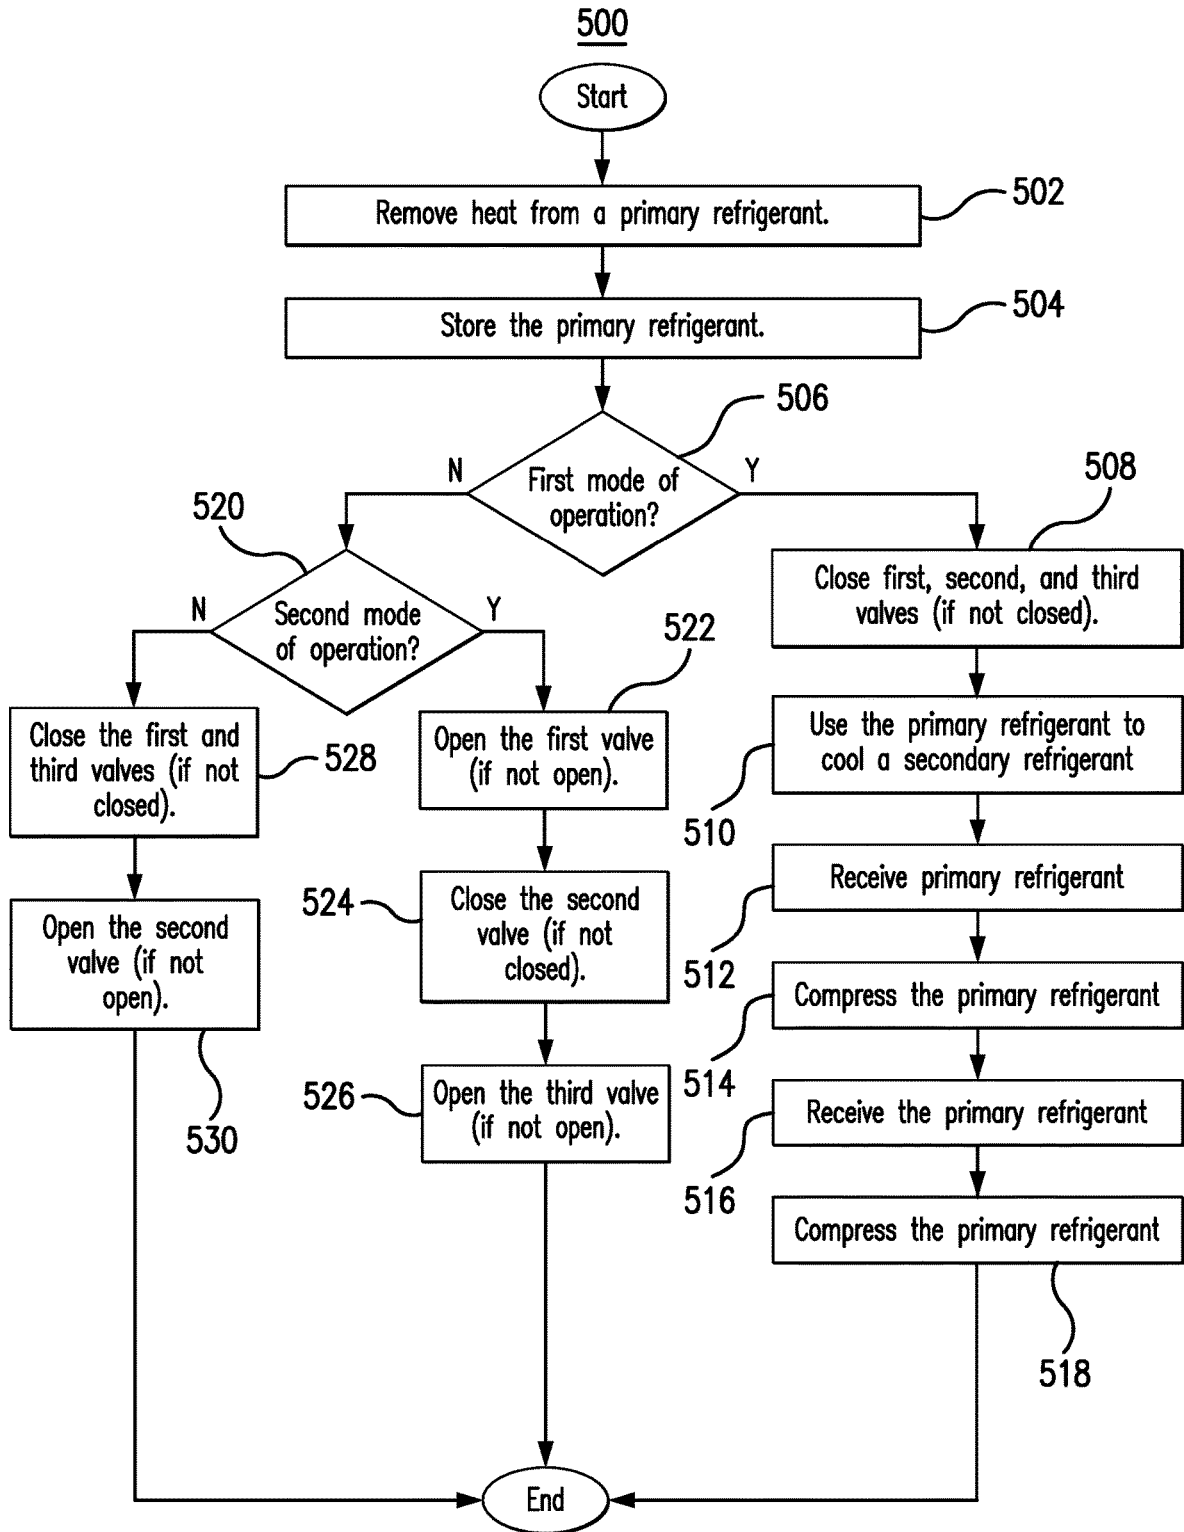 500
Start
Remove heat from a primary refrigerant.
502
Store the primary refrigerant.
504
506
First mode of
operation?
N
Y
508
Close first, second, and third
valves (if not closed).
520
Second mode
of operation?
N
Y
522
Open the first valve
(if not open).
Use the primary refrigerant to
cool a secondary refrigerant
510
Close the first and
third valves (if not
closed).
528
Receive primary refrigerant
512
524
Close the second
valve (if not
closed).
Open the second
valve (if not
open).
530
Compress the primary refrigerant
514
526
Open the third valve
(if not open).
Receive the primary refrigerant
516
Compress the primary refrigerant
518
End